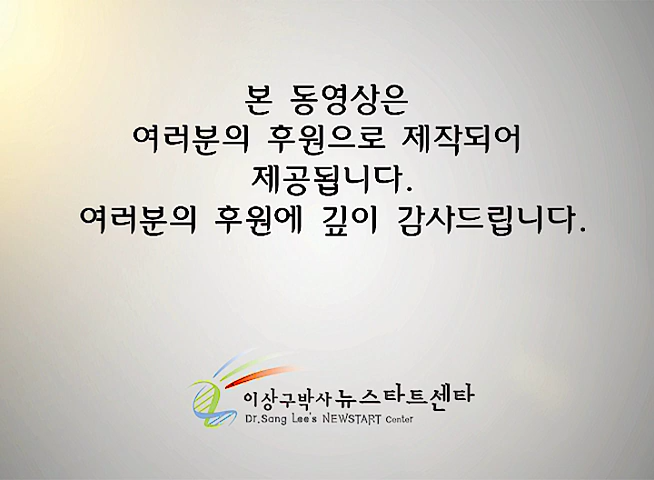 본 동영상은
여러분의 후원으로 제작되어
제공됩니다.
여러분의 후원에 깊이 감사드립니다.
이상구박사 뉴스타트센타
Dr.Sang Lee's NEWSTART Center